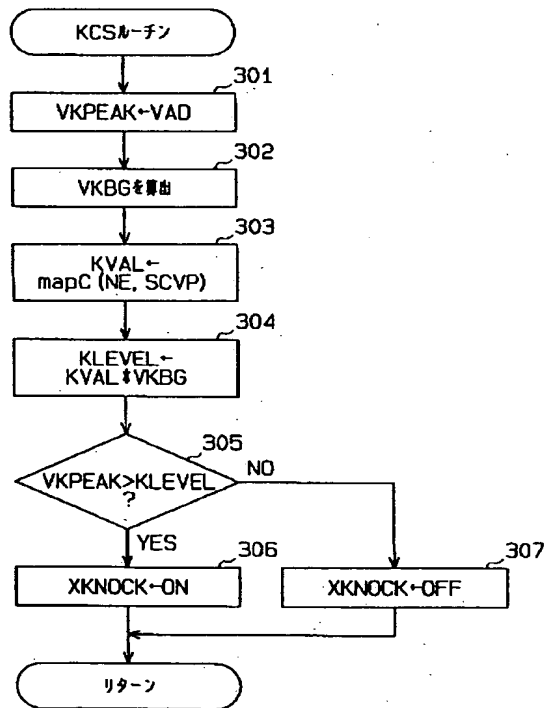 KCSルーチン
301
VKPEAK←VAD
302
VKBGを算出
303
KVAL←
mapC (NE, SCVP)
304
KLEVEL←
KVAL*VKBG
305
VKPEAK>KLEVEL
?
NO
YES
306
XKNOCK←ON
307
XKNOCK←OFF
リターン